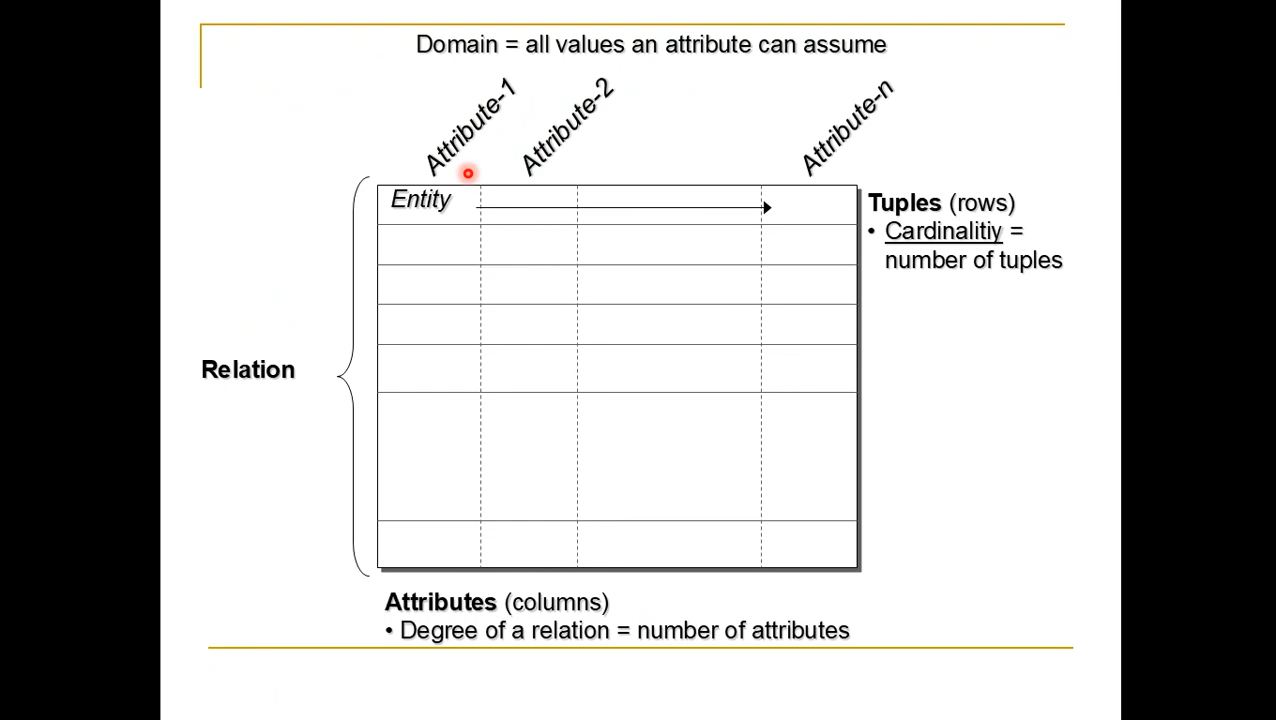 Domain = all values an attribute can assume
Attribute-1
Attribute-2
Attribute-n
Entity
Tuples (rows)
• Cardinalitiy =
number of tuples
Relation
Attributes (columns)
• Degree of a relation = number of attributes